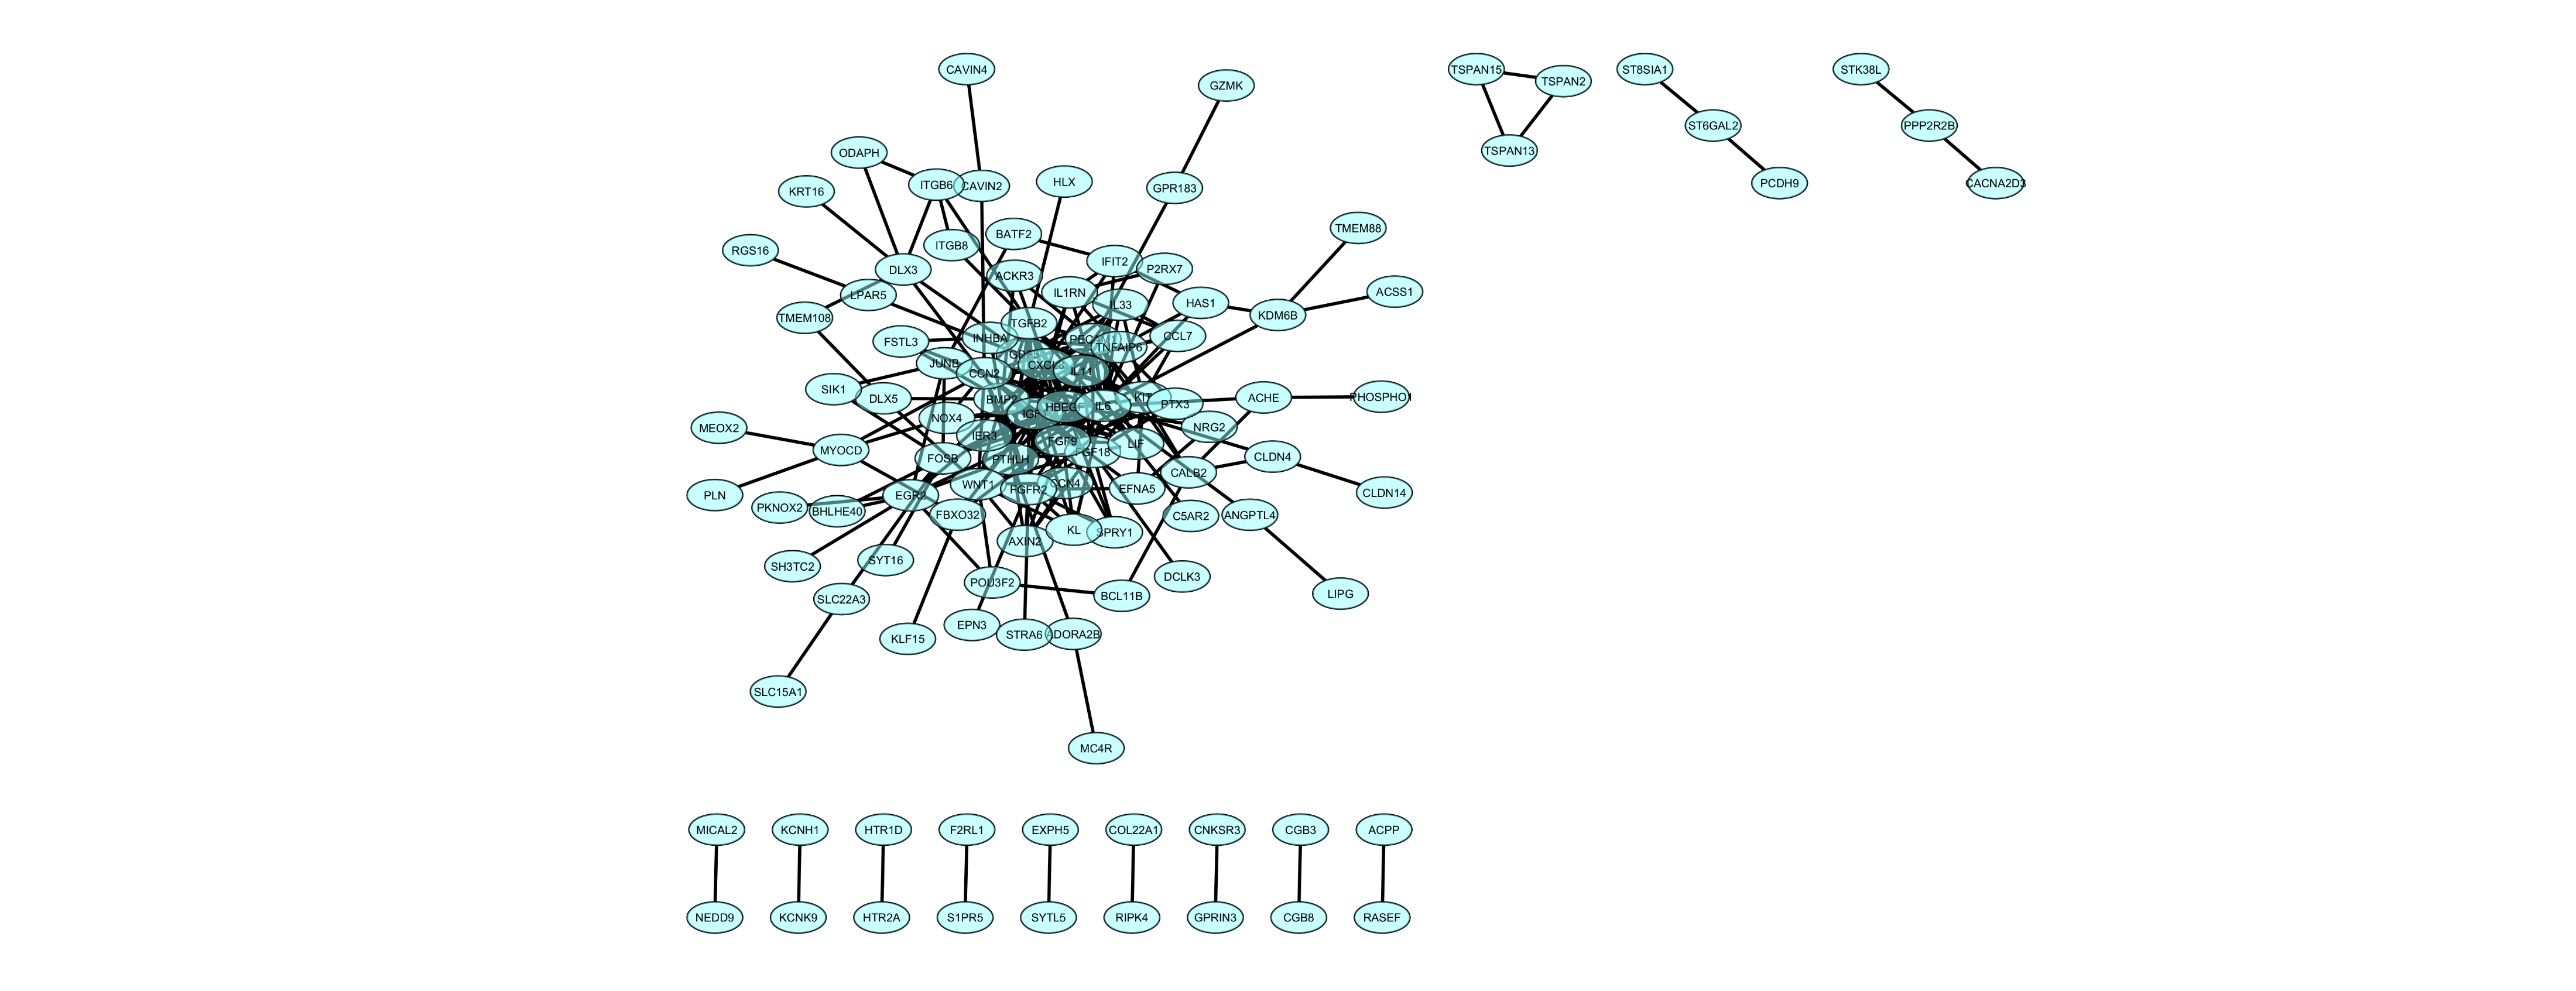 CAVIN4
TSPAN15
ST8SIA1
STK38L
TSPAN2
GZMK
ST6GAL2
PPP2R2B
TSPAN13
ODAPH
HLX
PCDH9
CACNA2D3
ITGB6
CAVIN2
GPR183
KRT16
TMEM88
BATF2
ITGB8
RGS16
IFIT2
P2RX7
DLX3
ACKR3
IL1RN
ACSS1
LPAR5
HAS1
IL33
KDM6B
TMEM108
TGFB2
INHBA
CCL7
FSTL3
TNFAIP6
JUNB
CCN2
IL11
SIK1
DLX5
BMP2
KIT
ACHE
PHOSPHO1
PTX3
HBEGF
IL6
NOX4
MEOX2
NRG2
IER3
FGF9
LIF
MYOCD
FGF18
CLDN4
FOSB
PTHLH
CALB2
WNT1
CCN4
FGFR2
EFNA5
CLDN14
PLN
PKNOX2
BHLHE40
FBXO32
C5AR2
ANGPTL4
KL
SPRY1
AXIN2
SYT16
SH3TC2
DCLK3
POU3F2
LIPG
SLC22A3
BCL11B
EPN3
STRA6
ADORA2B
KLF15
SLC15A1
MC4R
MICAL2
KCNH1
HTR1D
F2RL1
EXPH5
COL22A1
CNKSR3
CGB3
ACPP
NEDD9
KCNK9
HTR2A
S1PR5
SYTL5
RIPK4
GPRIN3
CGB8
RASEF